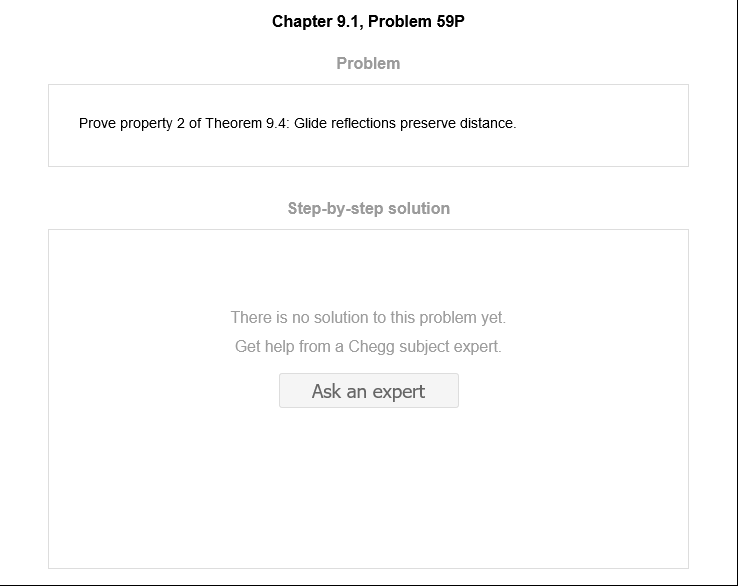 Chapter 9.1, Problem 59P
Problem
Prove property 2 of Theorem 9.4: Glide reflections preserve distance.
Step-by-step solution
There is no solution to this problem yet.
Get help from a Chegg subject expert.
Ask an expert